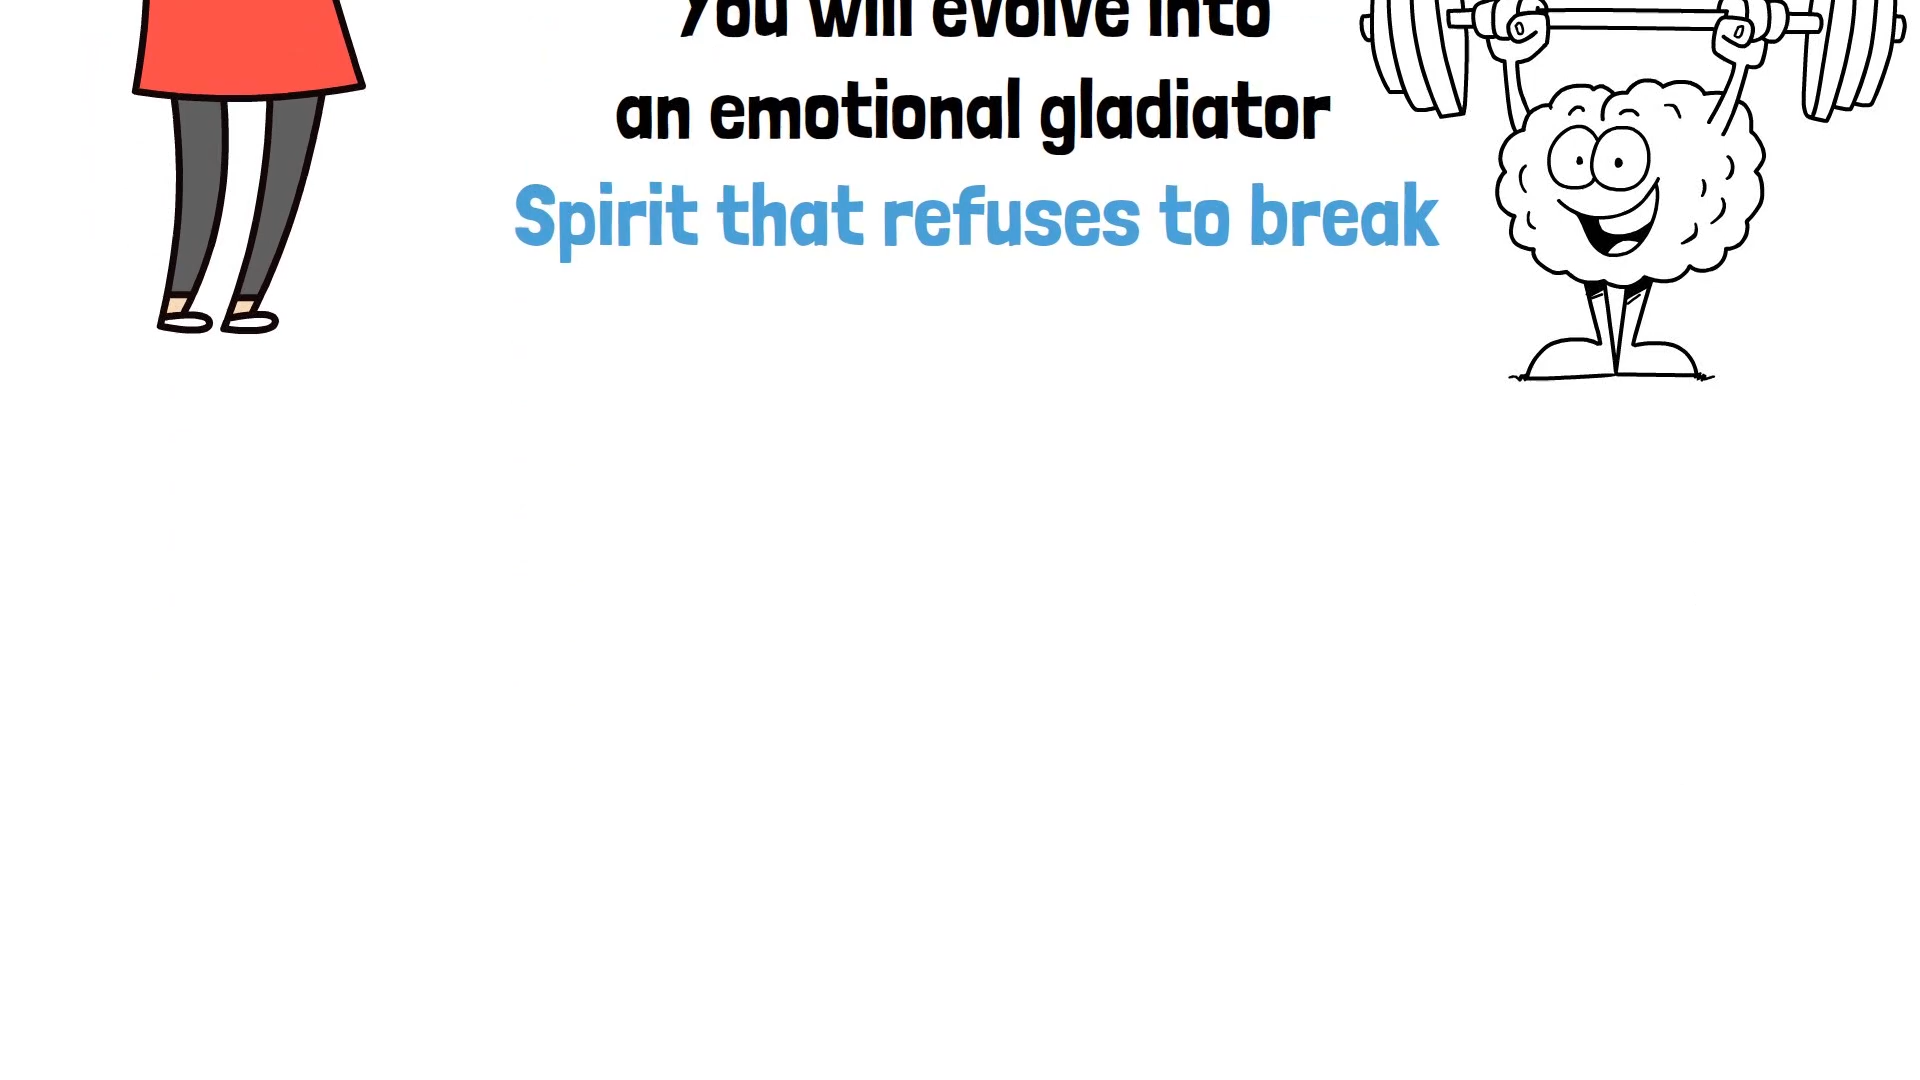 You will evolve into
an emotional gladiator
Spirit that refuses to break